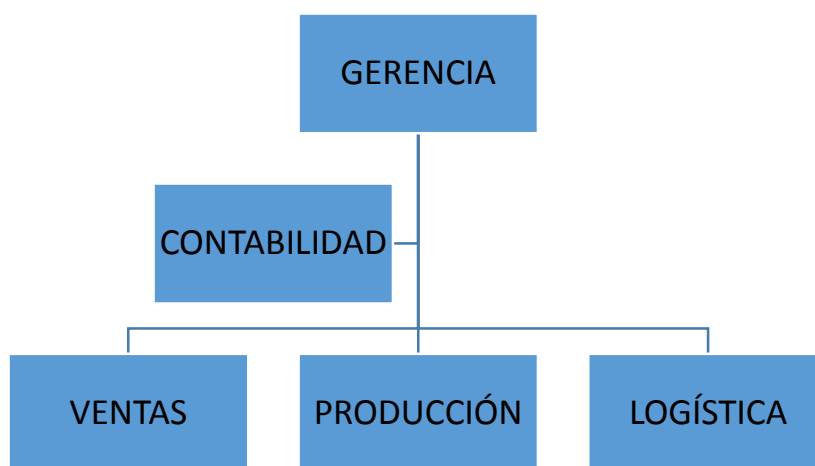 GERENCIA
CONTABILIDAD
VENTAS
PRODUCCIÓN
LOGÍSTICA